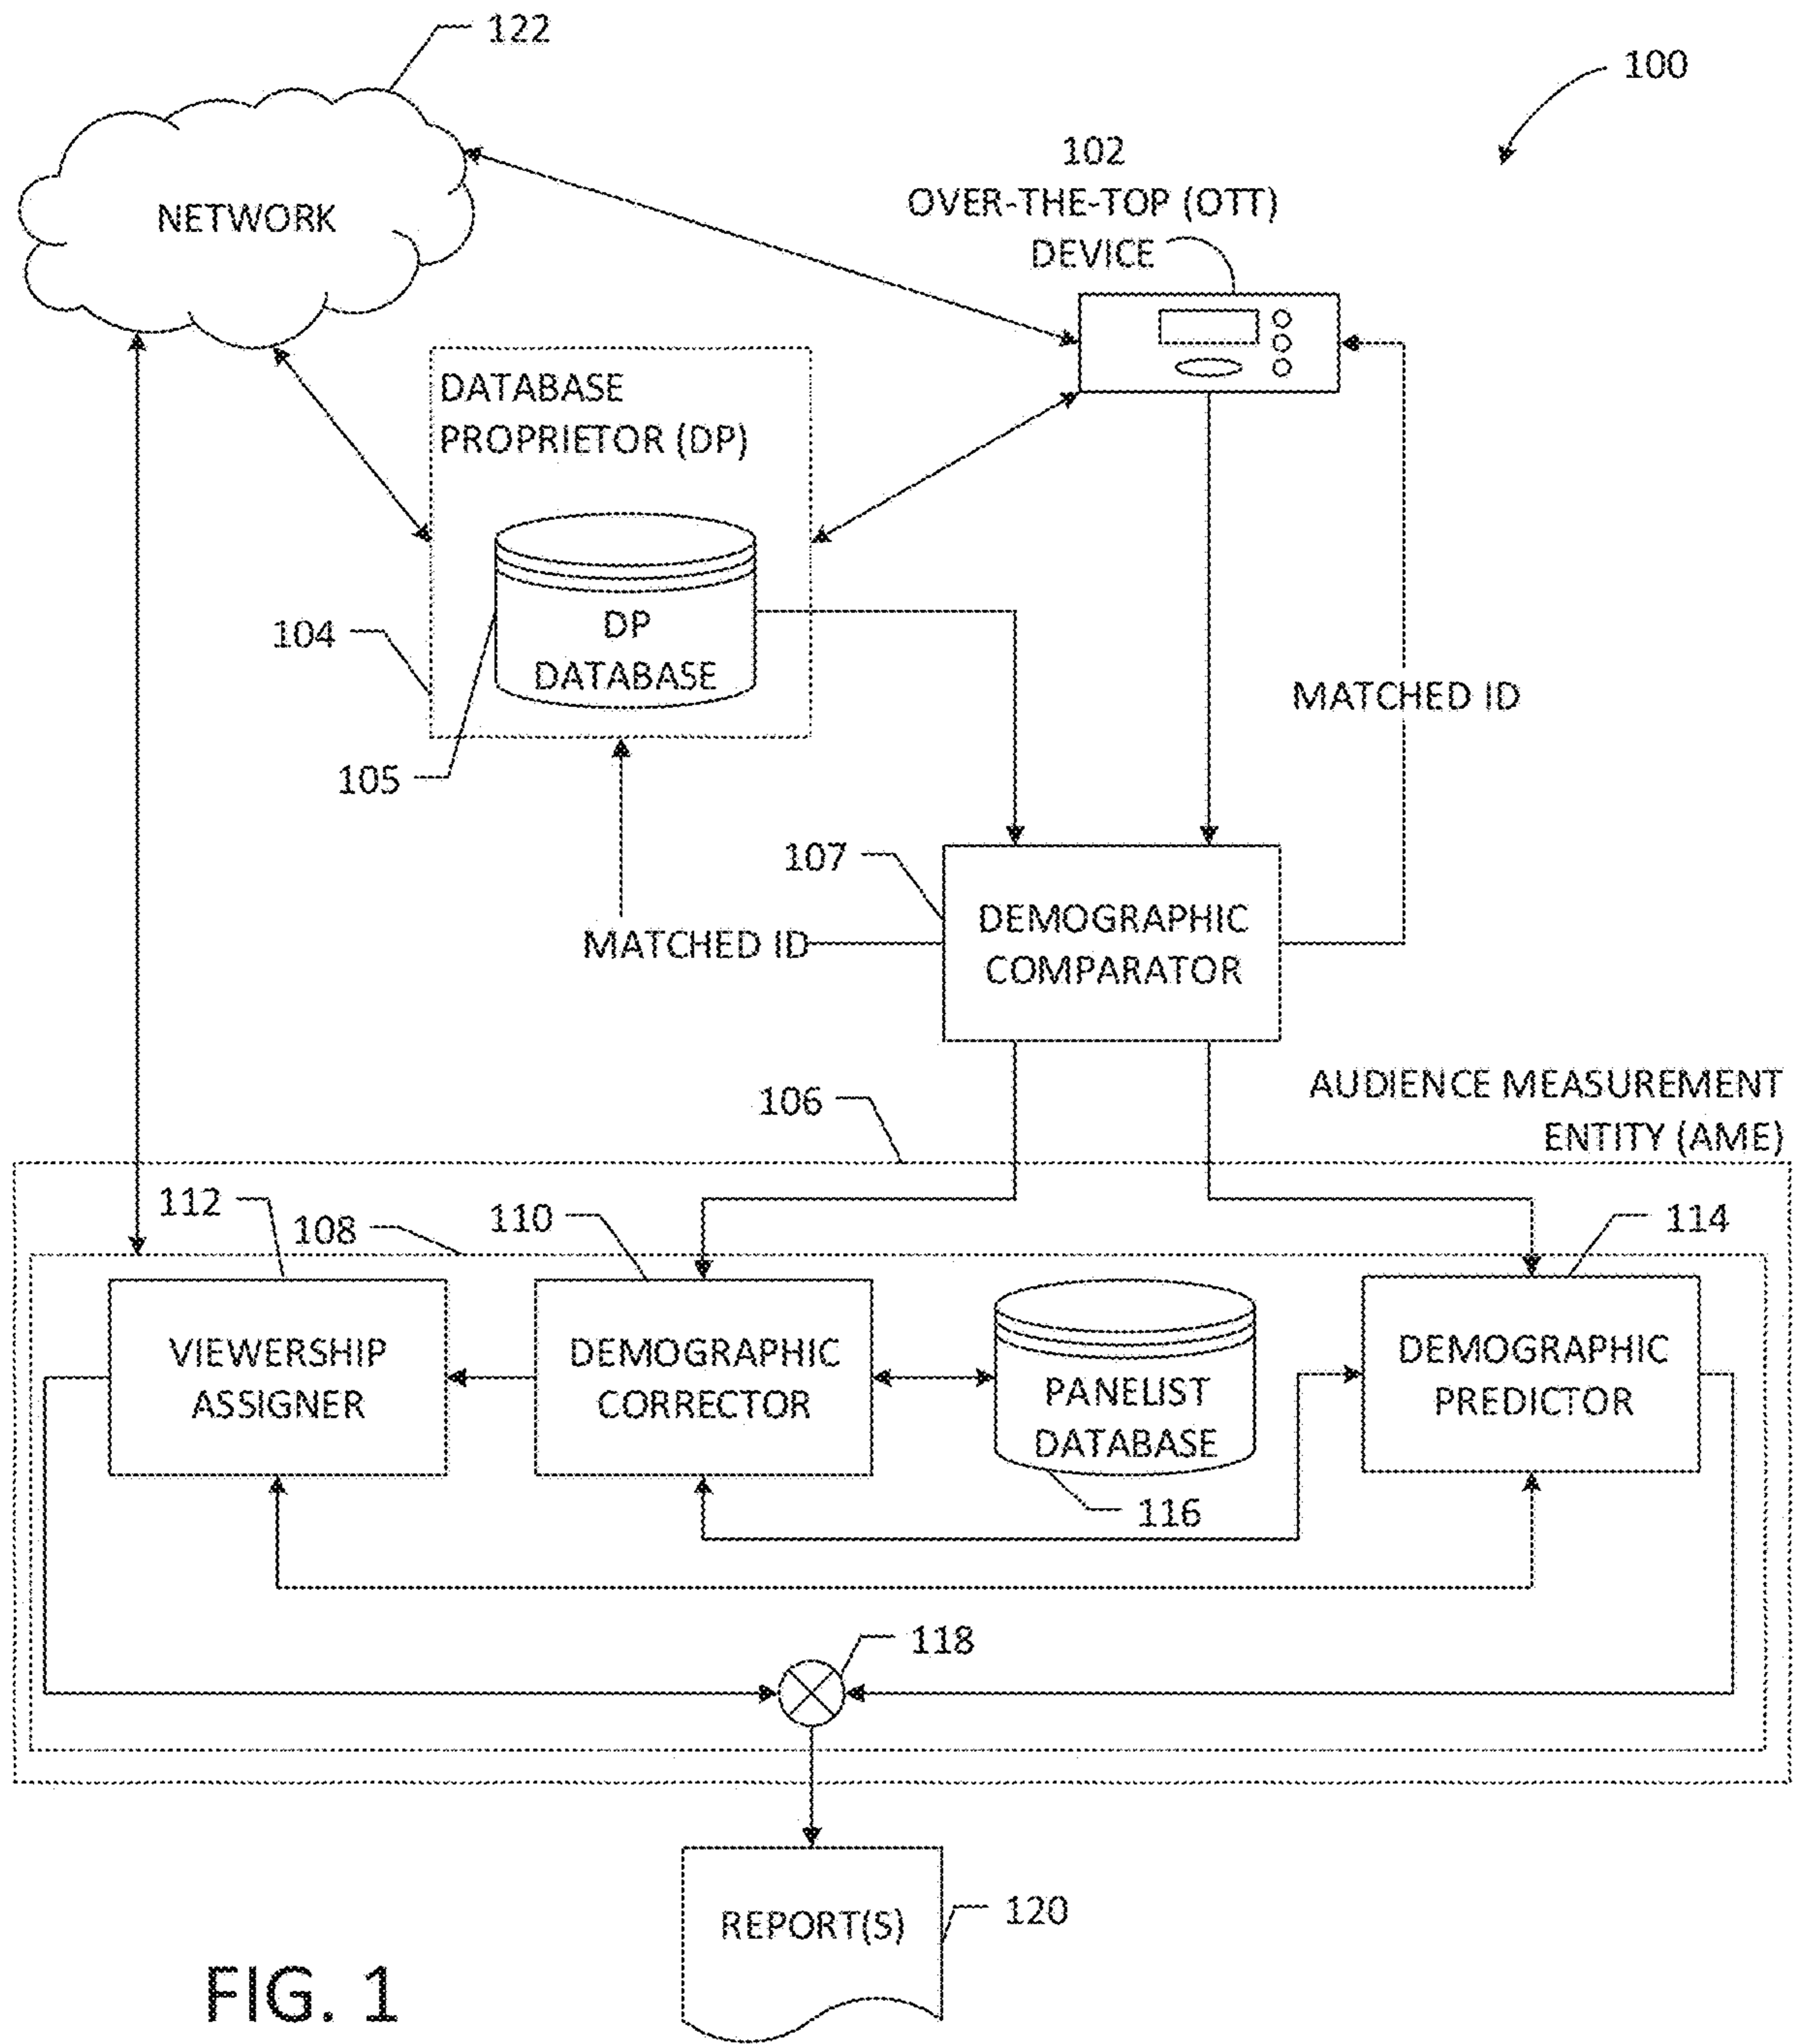 122
100
102
OVER-THE-TOP (OTT)
DEVICE
NETWORK
DATABASE
PROPRIETOR (DP)
DP
DATABASE
104
105
MATCHED ID
107
DEMOGRAPHIC
COMPARATOR
MATCHED ID
AUDIENCE MEASUREMENT
ENTITY (AME)
106
112
108
110
114
VIEWERSHIP
ASSIGNER
DEMOGRAPHIC
CORRECTOR
PANELIST
DATABASE
DEMOGRAPHIC
PREDICTOR
116
118
REPORT(S)
120
FIG. 1